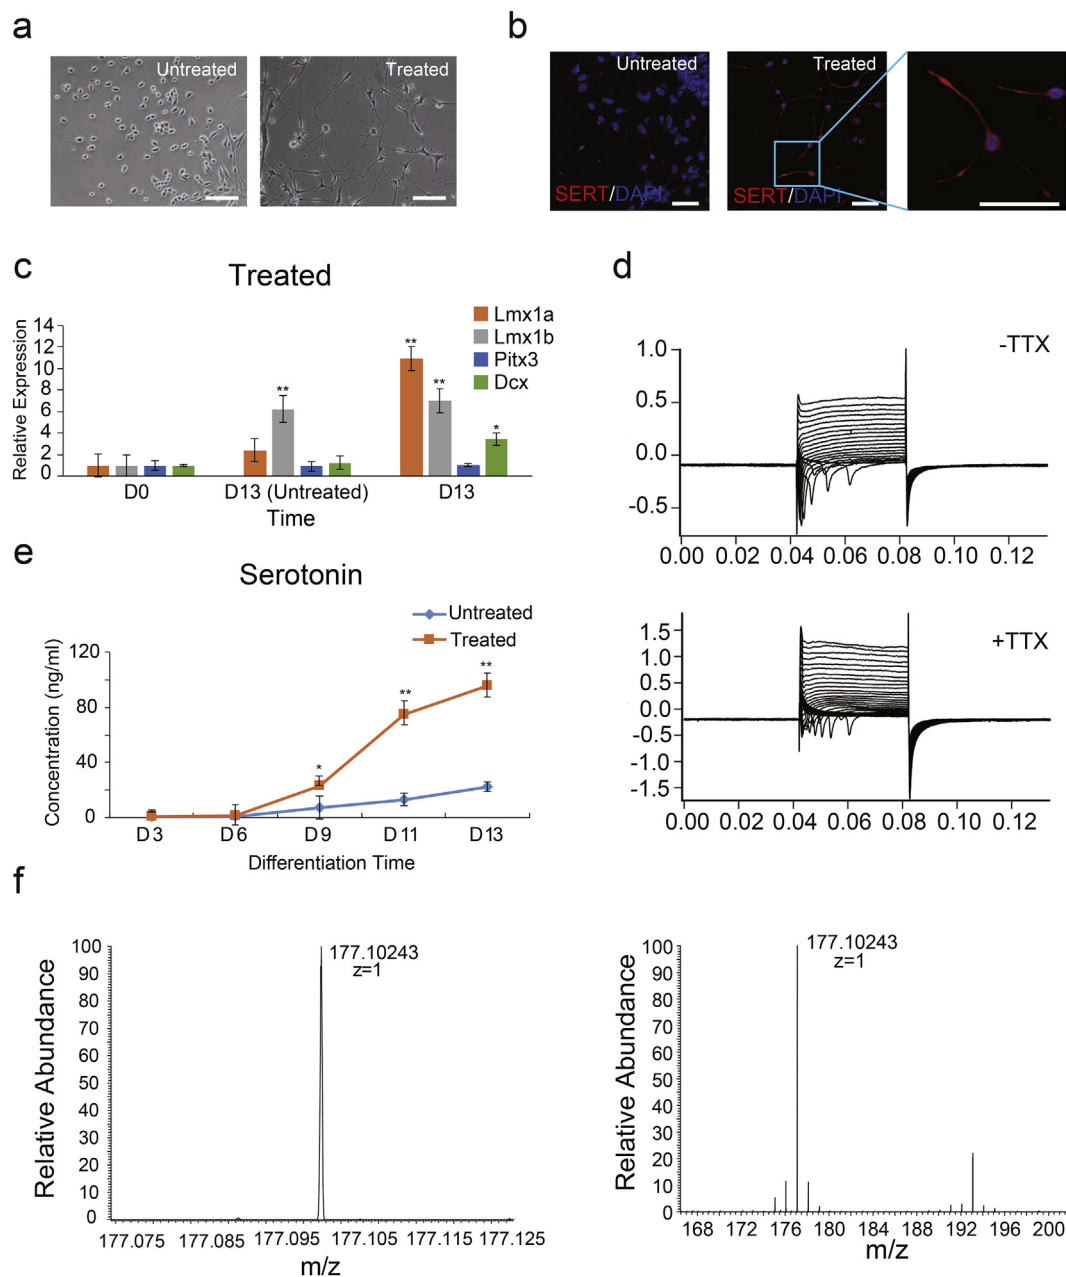 a
Untreated
Treated
b
Untreated
SERT/DAPI
Treated
SERT/DAPI
c
Treated
Lmx1a
Lmx1b
Pitx3
Dcx
Relative Expression
14
12
10
8
6
4
2
0
**
**
**
*
D0
D13 (Untreated)
D13
Time
d
-TTX
1.0
0.5
0.0
-0.5
0.00 0.02 0.04 0.06 0.08 0.10 0.12
+TTX
1.5
1.0
0.5
0.0
-0.5
-1.0
-1.5
0.00 0.02 0.04 0.06 0.08 0.10 0.12
e
Serotonin
Untreated
Treated
Concentration (ng/ml)
120
80
40
0
*
**
**
D3 D6 D9 D11 D13
Differentiation Time
f
Relative Abundance
100
90
80
70
60
50
40
30
20
10
0
177.10243
z=1
177.075 177.085 177.095 177.105 177.115 177.125
m/z
Relative Abundance
100
90
80
70
60
50
40
30
20
10
0
177.10243
z=1
168 172 176 180 184 188 192 196 200
m/z